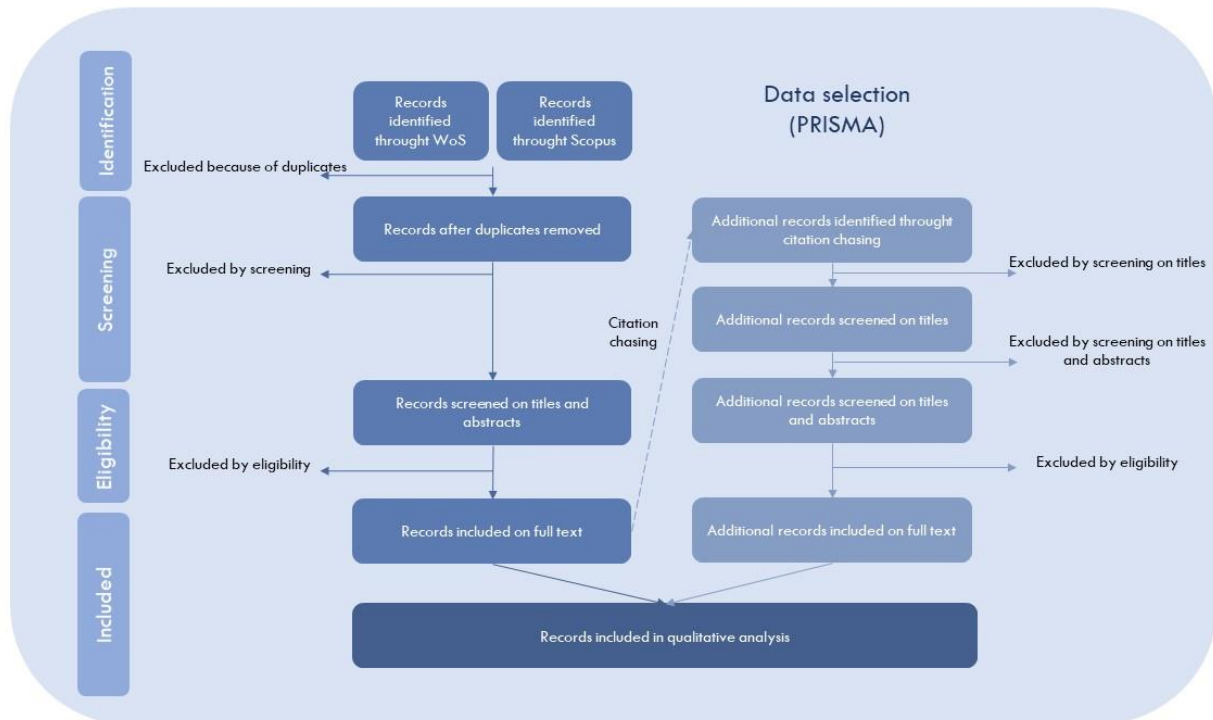 Identification
Screening
Eligibility
Included
Data selection
(PRISMA)
Records
identified
throught WoS
Records
identified
throught Scopus
Excluded because of duplicates
Records after duplicates removed
Excluded by screening
Records screened on titles and
abstracts
Excluded by eligibility
Records included on full text
Citation
chasing
Additional records identified throught
citation chasing
Excluded by screening on titles
Additional records screened on titles
Excluded by screening on titles
and abstracts
Additional records screened on titles
and abstracts
Excluded by eligibility
Additional records included on full text
Records included in qualitative analysis